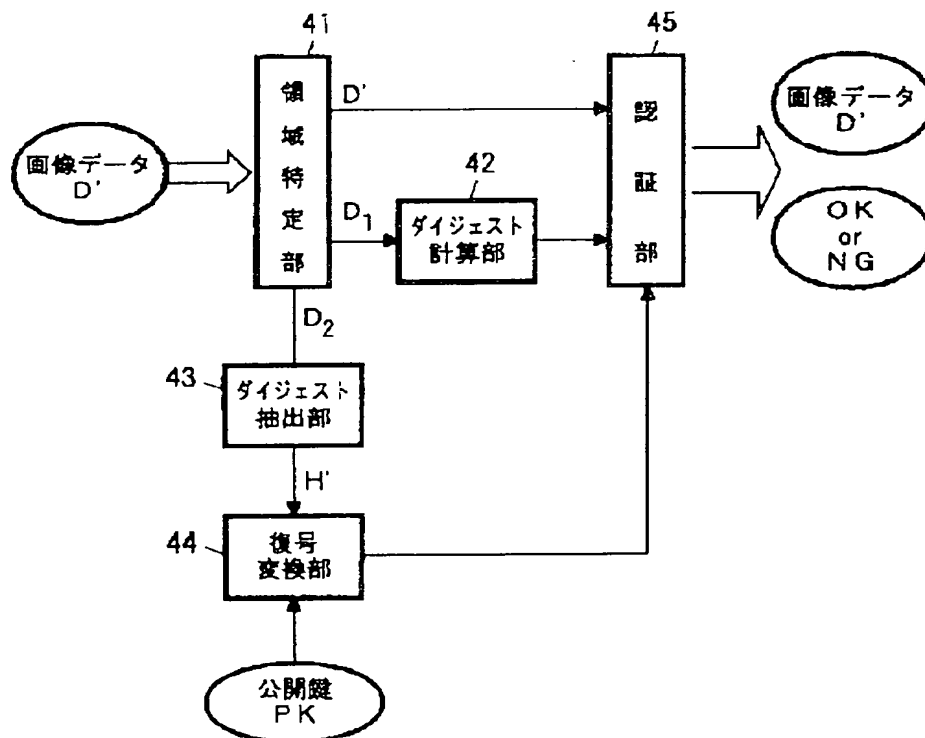 41
45
領域特定部
D'
認証部
画像データ
D'
画像データ
D'
42
D1
ダイジェスト
計算部
OK
or
NG
D2
43
ダイジェスト
抽出部
H'
44
復号
変換部
公開鍵
PK